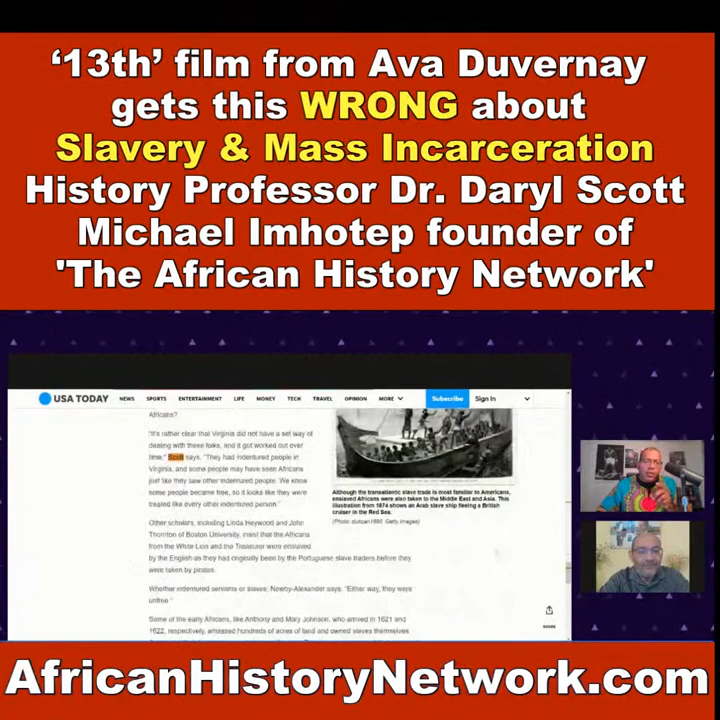 ‘13th’ film from Ava Duvernay
gets this WRONG about
Slavery & Mass Incarceration
History Professor Dr. Daryl Scott
Michael Imhotep founder of
'The African History Network'
USA TODAY NEWS SPORTS ENTERTAINMENT LIFE MONEY TECH TRAVEL OPINION MORE Subscribe Sign In
Africans?
"It's rather clear that Virginia did not have a set way of
dealing with these folks, and it got worked out over
time," Scott says. "They had indentured people in
Virginia, and some people may have seen Africans
just like they saw other indentured people. We know
some people became free, so it looks like they were
treated like every other indentured person."
Other scholars, including Linda Heywood and John
Thornton of Boston University, insist that the Africans
from the White Lion and the Treasurer were enslaved
by the English as they had originally been by the Portuguese slave traders before they
were taken by pirates.
Whether indentured servants or slaves, Newby-Alexander says: "Either way, they were
unfree."
Some of the early Africans, like Anthony and Mary Johnson, who arrived in 1621 and
1622, respectively, amassed hundreds of acres of land and owned slaves themselves
Although the transatlantic slave trade is most familiar to Americans,
enslaved Africans were also taken to the Middle East and Asia. This
illustration from 1874 shows an Arab slave ship fleeing a British
cruiser in the Red Sea.
(Photo: duncan1890, Getty Images)
SHARE
AfricanHistoryNetwork.com